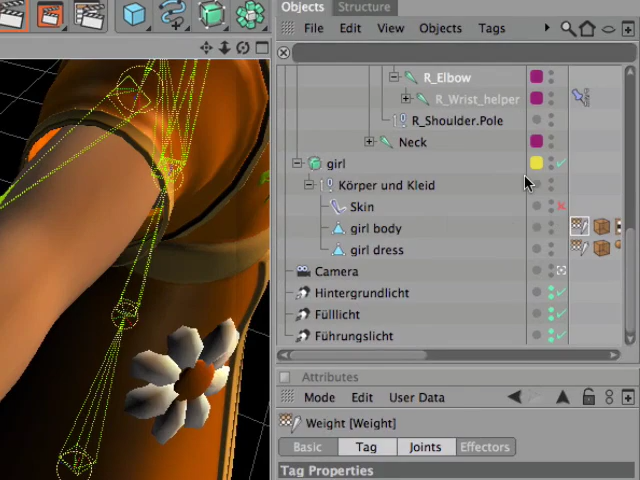 Objects Structure
File Edit View Objects Tags
R_Elbow
R_Wrist_helper
R_Shoulder.Pole
Neck
girl
Körper und Kleid
Skin
girl body
girl dress
Camera
Hintergrundlicht
Fülllicht
Führungslicht
Attributes
Mode Edit User Data
Weight [Weight]
Basic Tag Joints Effectors
Tag Properties